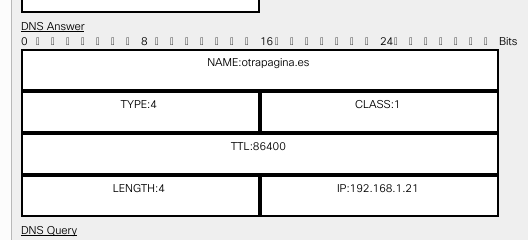 DNS Answer
0 8 16 24 Bits
NAME:otrapagina.es
TYPE:4 CLASS:1
TTL:86400
LENGTH:4 IP:192.168.1.21
DNS Query